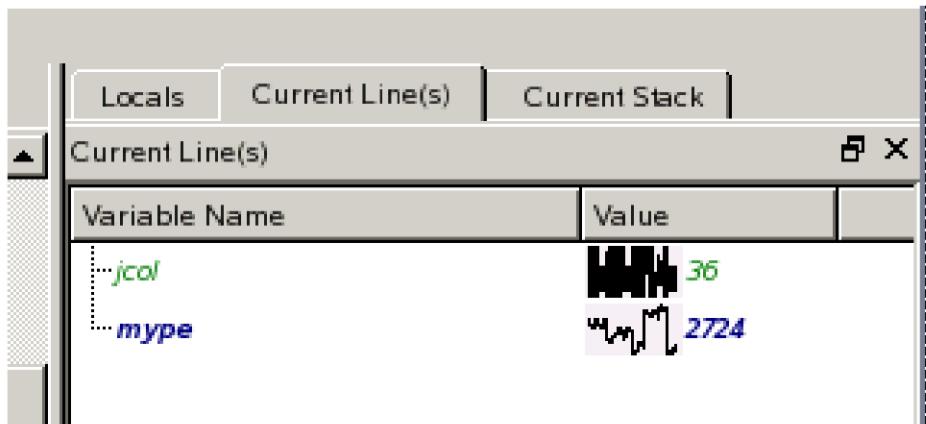 Locals Current Line(s) Current Stack
Current Line(s)
Variable Name Value
jcol 36
mype 2724